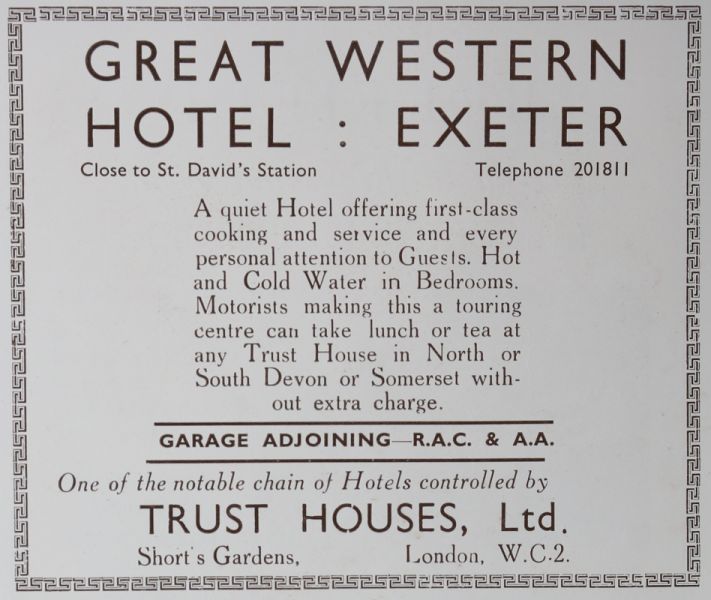 GREAT WESTERN
HOTEL : EXETER
Close to St. David's Station Telephone 201811
A quiet Hotel offering first-class
cooking and service and every
personal attention to Guests. Hot
and Cold Water in Bedrooms.
Motorists making this a touring
centre can take lunch or tea at
any Trust House in North or
South Devon or Somerset with-
out extra charge.
GARAGE ADJOINING—R.A.C. & A.A.
One of the notable chain of Hotels controlled by
TRUST HOUSES, Ltd.
Short's Gardens, London, W.C.2.